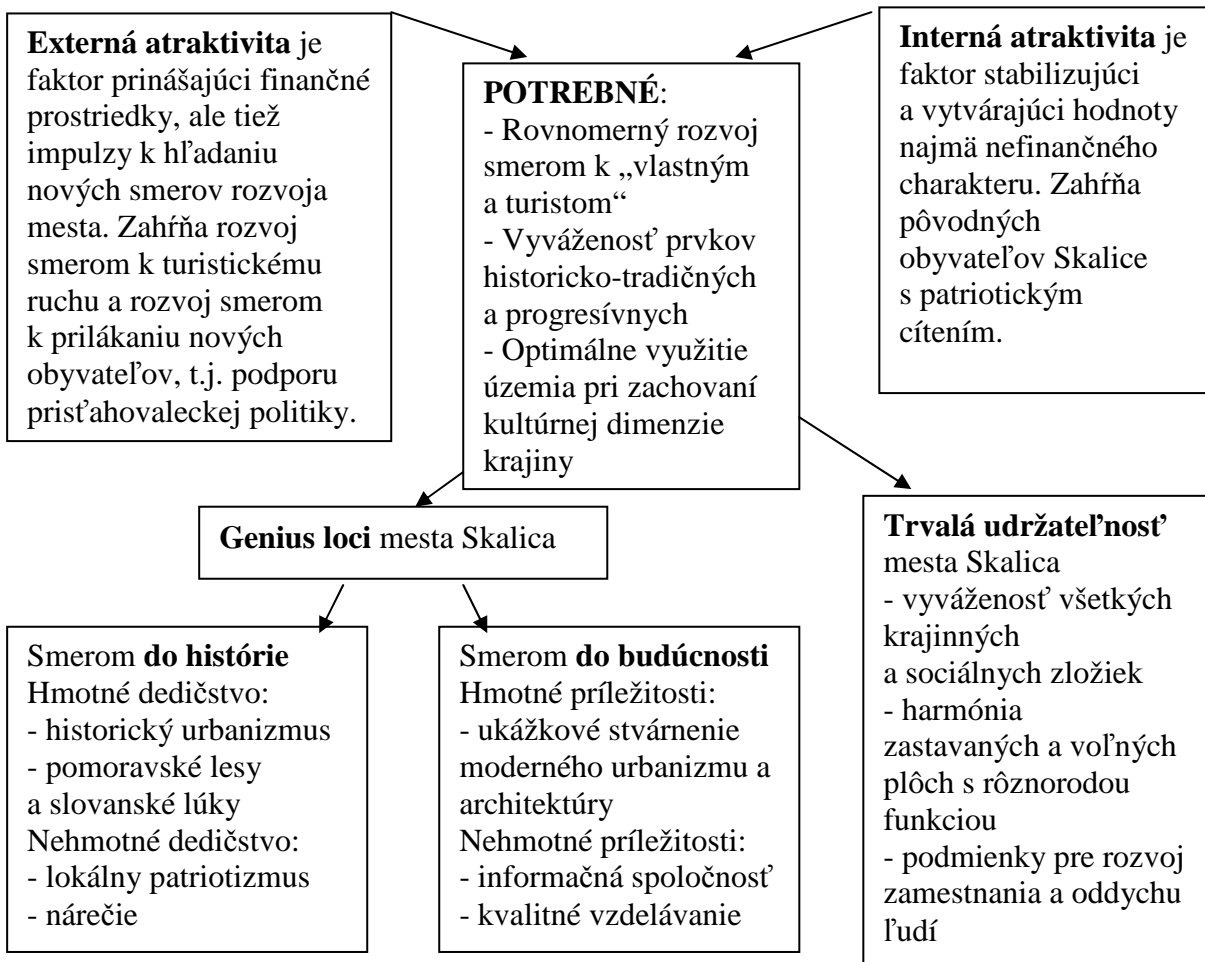 Externá atraktivita je
faktor prinášajúci finančné
prostriedky, ale tiež
impulzy k hľadaniu
nových smerov rozvoja
mesta. Zahŕňa rozvoj
smerom k turistickému
ruchu a rozvoj smerom
k prilákaniu nových
obyvateľov, t.j. podporu
prisťahovaleckej politiky.
POTREBNÉ:
- Rovnomerný rozvoj
smerom k „vlastným
a turistom“
- Vyváženosť prvkov
historicko-tradičných
a progresívnych
- Optimálne využitie
územia pri zachovaní
kultúrnej dimenzie
krajiny
Interná atraktivita je
faktor stabilizujúci
a vytvárajúci hodnoty
najmä nefinančného
charakteru. Zahŕňa
pôvodných
obyvateľov Skalice
s patriotickým
cítením.
Genius loci mesta Skalica
Trvalá udržateľnosť
mesta Skalica
- vyváženosť všetkých
krajinných
a sociálnych zložiek
- harmónia
zastavaných a voľných
plôch s rôznorodou
funkciou
- podmienky pre rozvoj
zamestnania a oddychu
ľudí
Smerom do histórie
Hmotné dedičstvo:
- historický urbanizmus
- pomoravské lesy
a slovanské lúky
Nehmotné dedičstvo:
- lokálny patriotizmus
- nárečie
Smerom do budúcnosti
Hmotné príležitosti:
- ukážkové stvárnenie
moderného urbanizmu a
architektúry
Nehmotné príležitosti:
- informačná spoločnosť
- kvalitné vzdelávanie